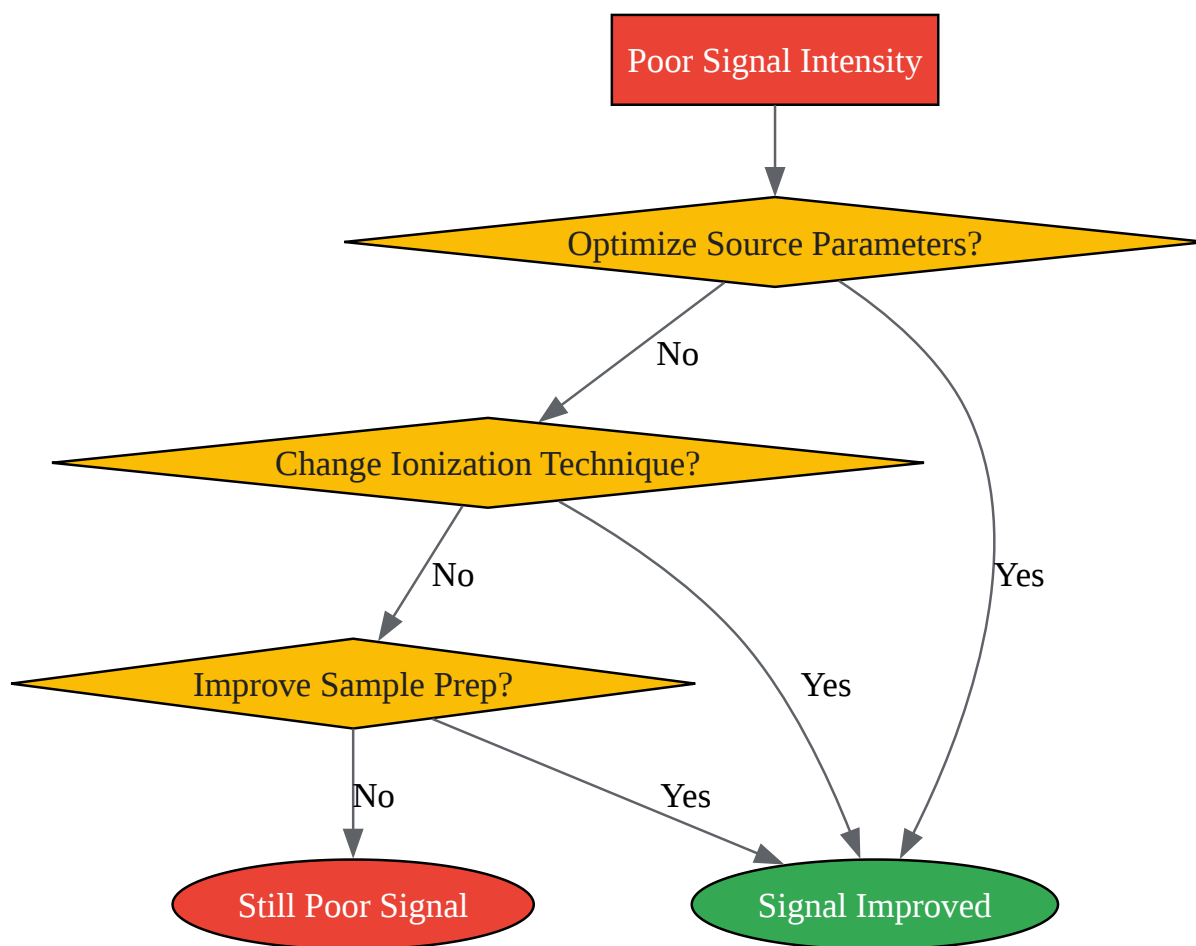 Poor Signal Intensity
Optimize Source Parameters?
No
Change Ionization Technique?
No
Yes
Improve Sample Prep?
Yes
No
Yes
Still Poor Signal
Signal Improved